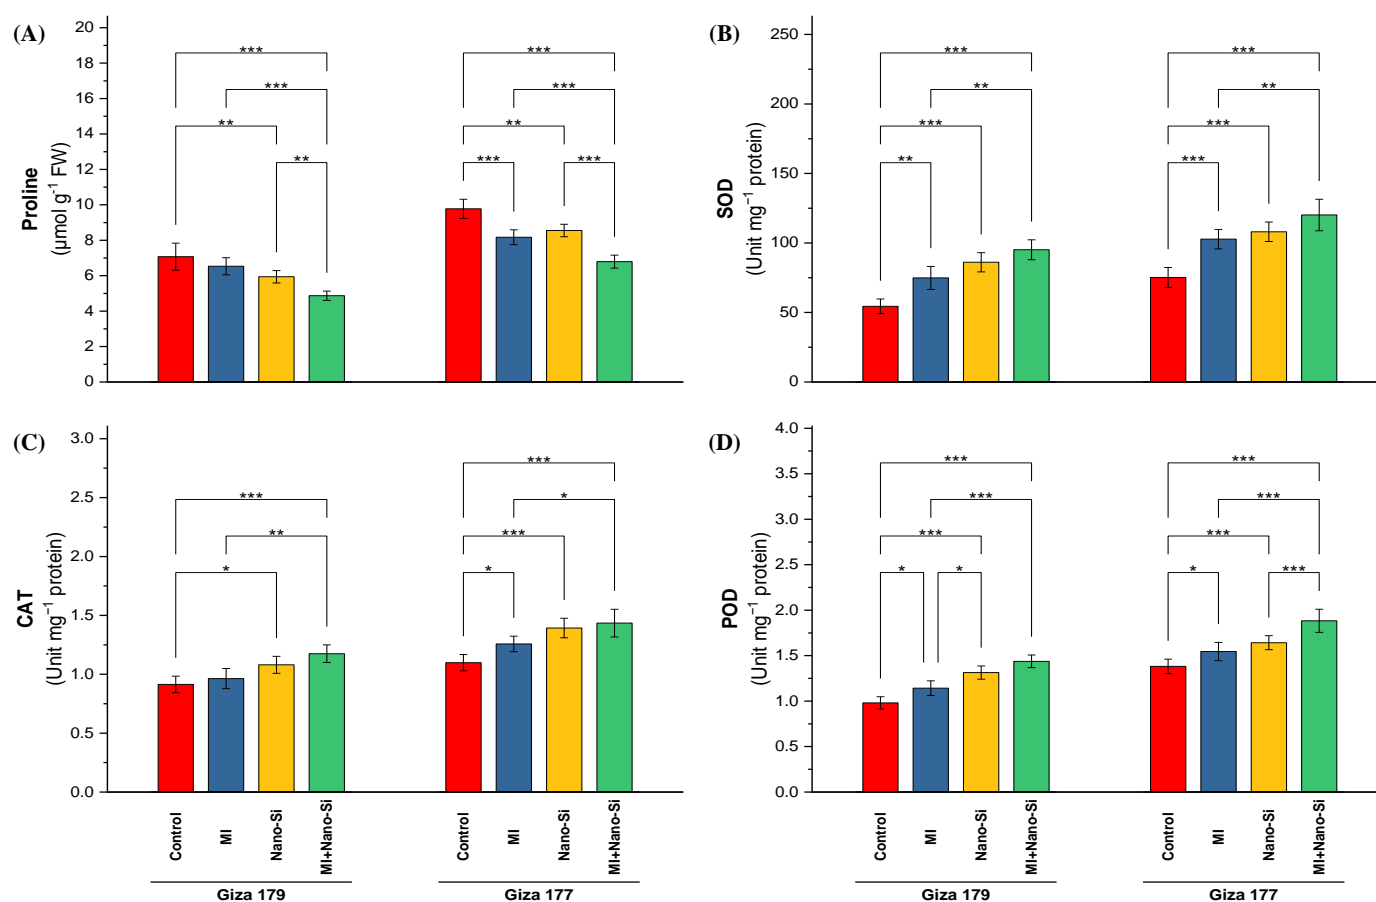 (A)
Proline
(µmol g⁻¹ FW)
20
18
16
14
12
10
8
6
4
2
0
***
***
**
**
***
***
**
***
***
(B)
SOD
(Unit mg⁻¹ protein)
250
200
150
100
50
0
***
**
***
**
***
**
***
***
(C)
CAT
(Unit mg⁻¹ protein)
3.0
2.5
2.0
1.5
1.0
0.5
0.0
***
**
*
***
*
***
*
Control
MI
Nano-Si
MI+Nano-Si
Giza 179
Control
MI
Nano-Si
MI+Nano-Si
Giza 177
(D)
POD
(Unit mg⁻¹ protein)
4.0
3.5
3.0
2.5
2.0
1.5
1.0
0.5
0.0
***
***
***
*
*
***
***
***
*
***
Control
MI
Nano-Si
MI+Nano-Si
Giza 179
Control
MI
Nano-Si
MI+Nano-Si
Giza 177